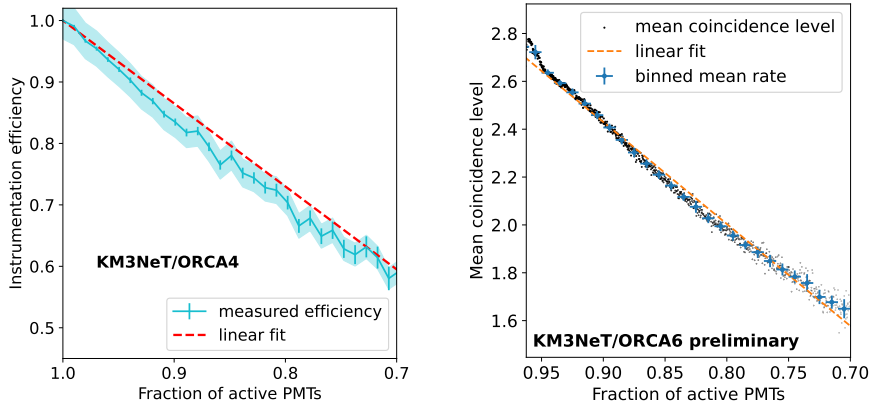 1.0
0.9
0.8
0.7
0.6
0.5
Instrumentation efficiency
KM3NeT/ORCA4
measured efficiency
linear fit
1.0
0.9
0.8
0.7
Fraction of active PMTs
2.8
2.6
2.4
2.2
2.0
1.8
1.6
Mean coincidence level
mean coincidence level
linear fit
binned mean rate
KM3NeT/ORCA6 preliminary
0.95
0.90
0.85
0.80
0.75
0.70
Fraction of active PMTs